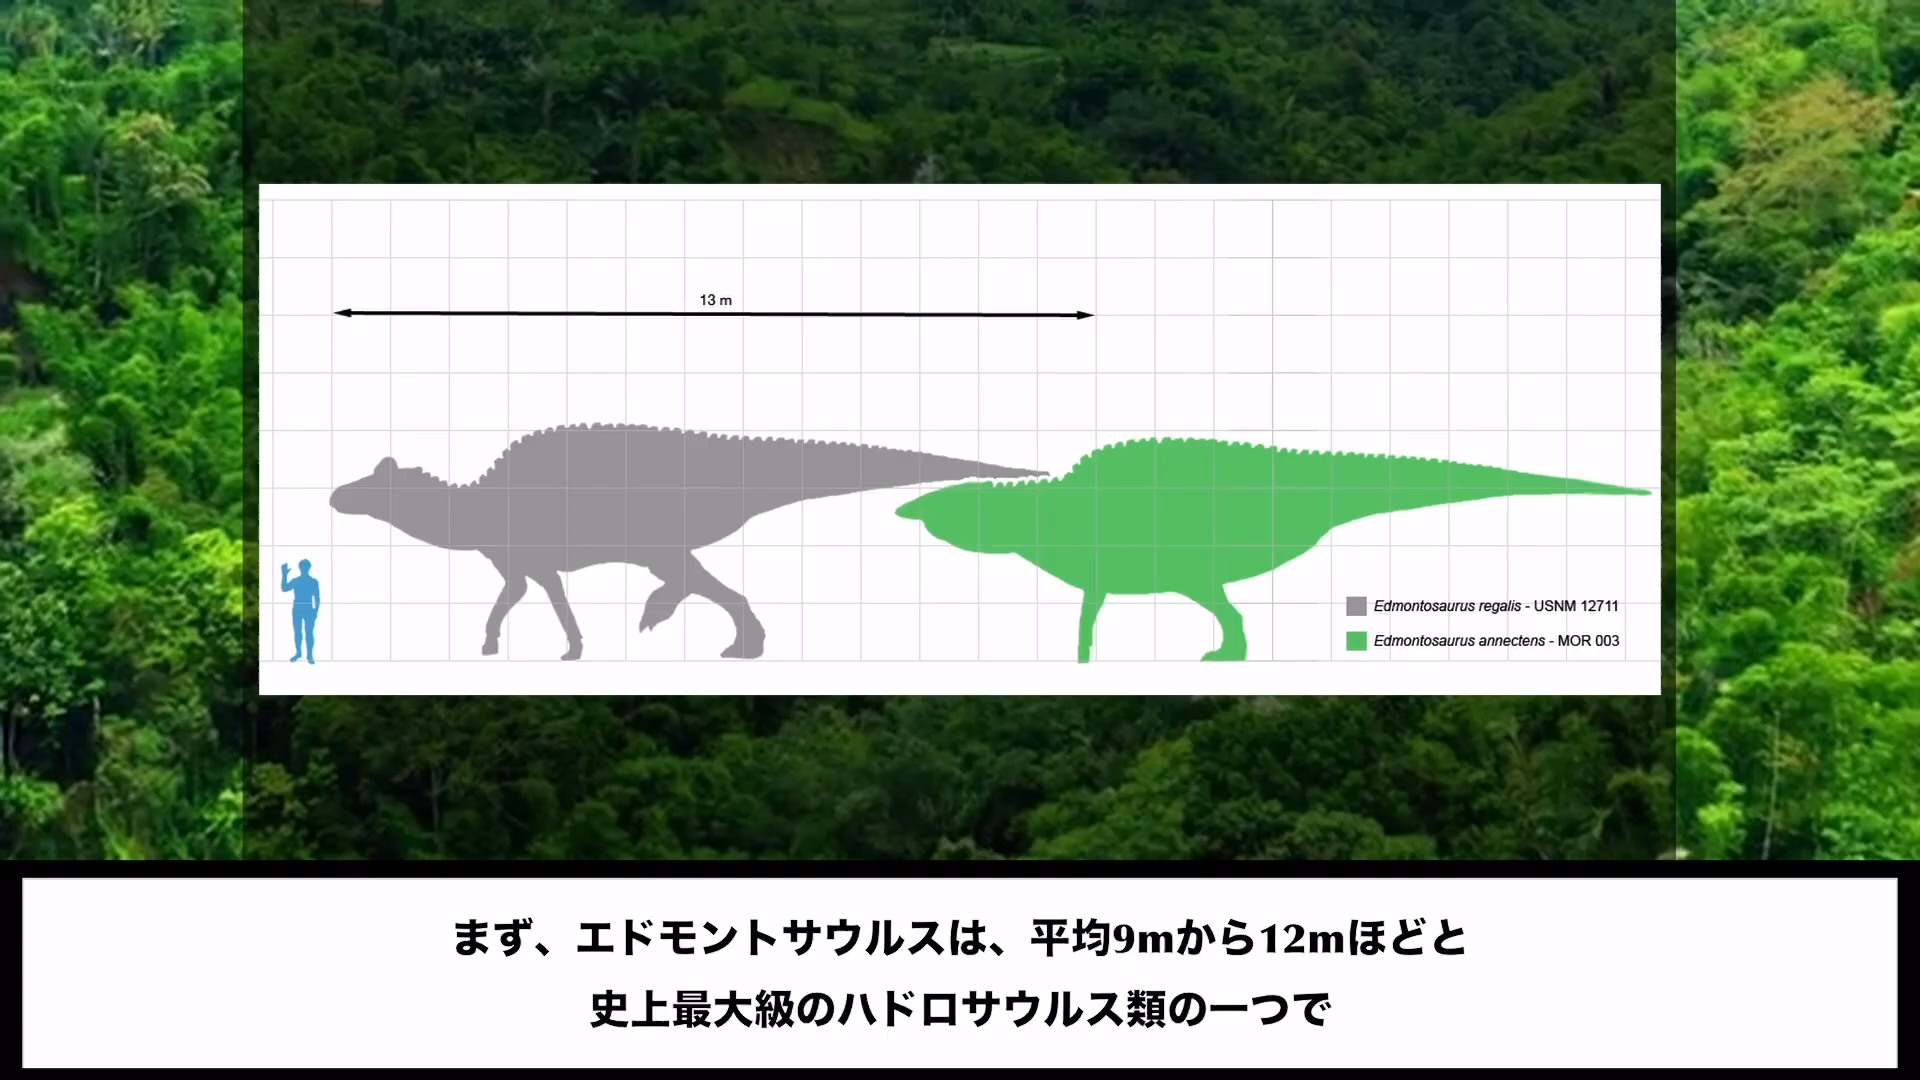 13 m
Edmontosaurus regalis - USNM 12711
Edmontosaurus annectens - MOR 003
まず、エドモントサウルスは、平均9mから12mほどと
史上最大級のハドロサウルス類の一つで